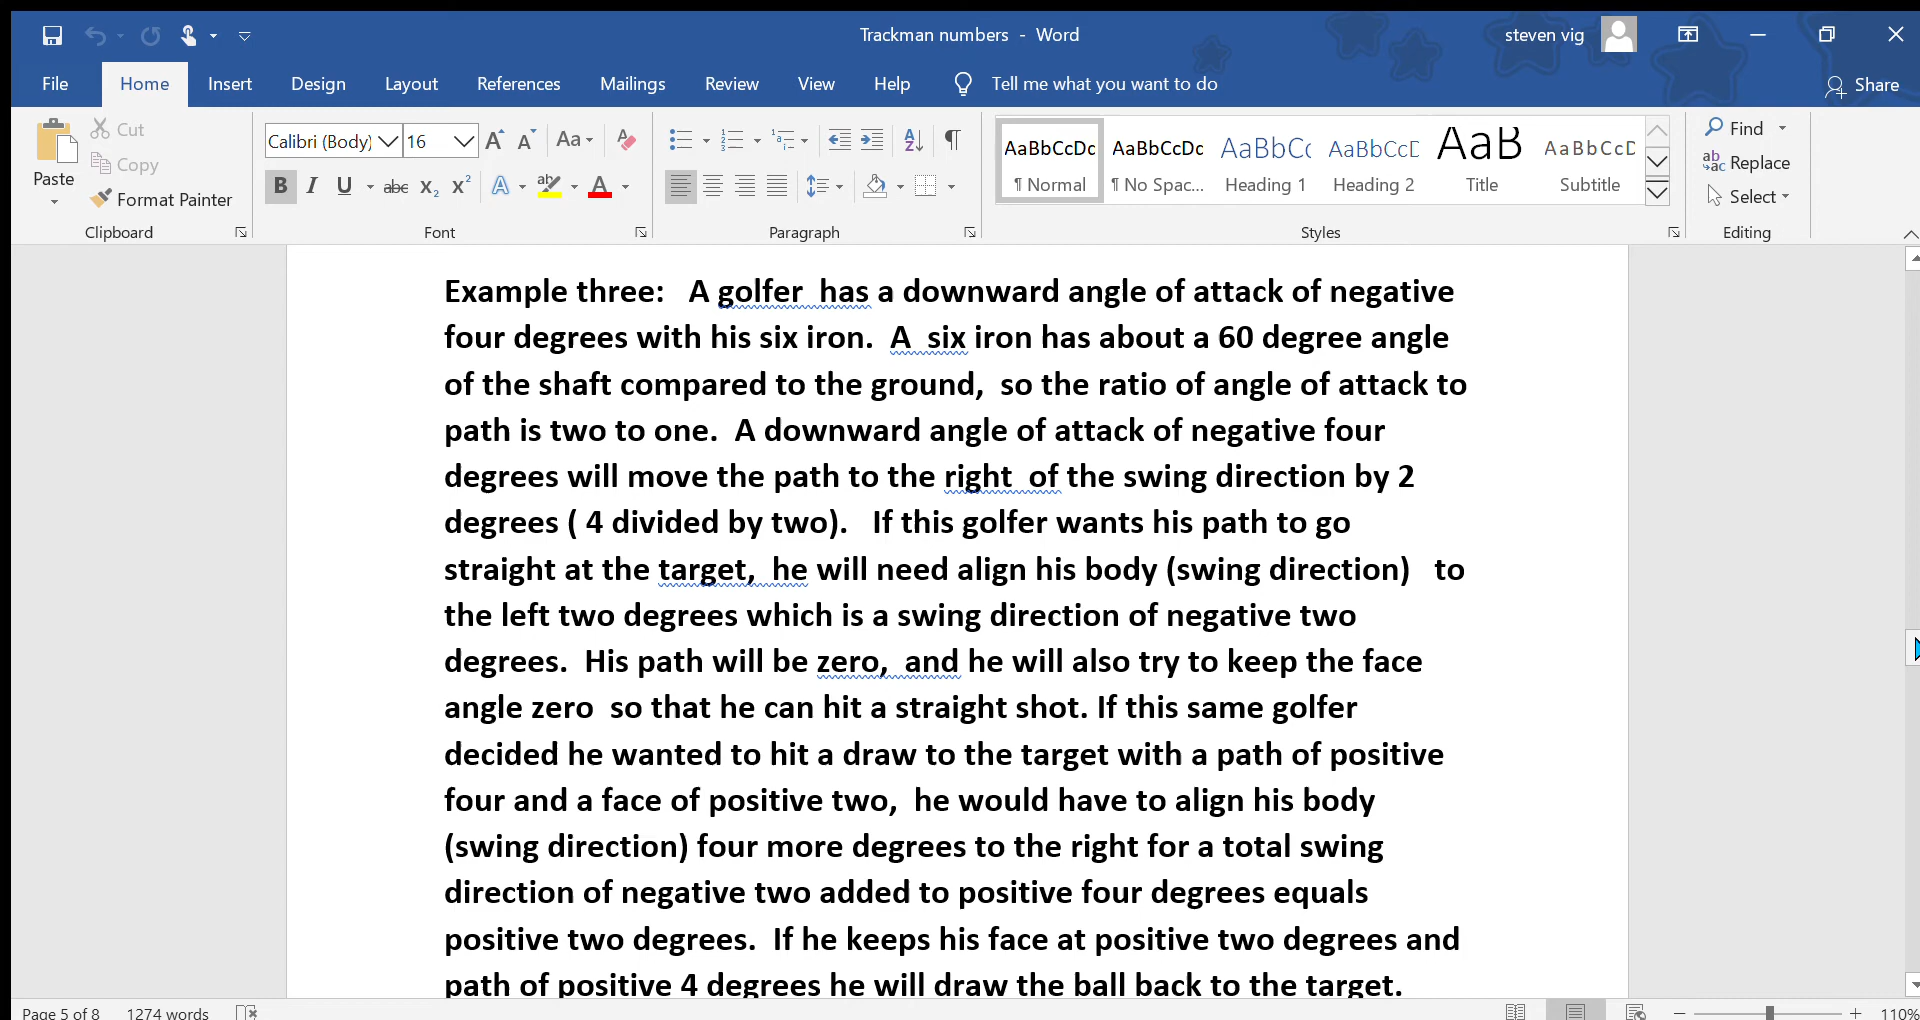 Trackman numbers - Word
steven vig
File Home Insert Design Layout References Mailings Review View Help Tell me what you want to do Share
Paste
Cut
Copy
Format Painter
Clipboard
Calibri (Body) 16
Aa
B I U abc X₂ X² A ab A
Font
Paragraph
AaBbCcDc AaBbCcDc AaBbCc AaBbCcD AaB AaBbCcD
¶ Normal ¶ No Spac... Heading 1 Heading 2 Title Subtitle
Styles
Find
Replace
Select
Editing
Example three: A golfer has a downward angle of attack of negative
four degrees with his six iron. A six iron has about a 60 degree angle
of the shaft compared to the ground, so the ratio of angle of attack to
path is two to one. A downward angle of attack of negative four
degrees will move the path to the right of the swing direction by 2
degrees ( 4 divided by two). If this golfer wants his path to go
straight at the target, he will need align his body (swing direction) to
the left two degrees which is a swing direction of negative two
degrees. His path will be zero, and he will also try to keep the face
angle zero so that he can hit a straight shot. If this same golfer
decided he wanted to hit a draw to the target with a path of positive
four and a face of positive two, he would have to align his body
(swing direction) four more degrees to the right for a total swing
direction of negative two added to positive four degrees equals
positive two degrees. If he keeps his face at positive two degrees and
path of positive 4 degrees he will draw the ball back to the target.
Page 5 of 8 1274 words 110%